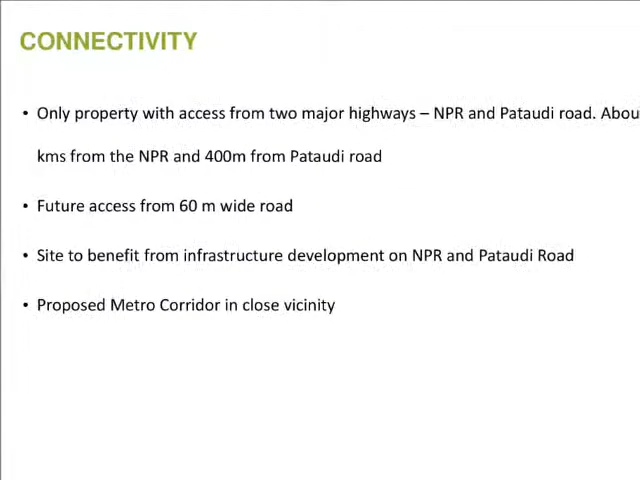 CONNECTIVITY
• Only property with access from two major highways – NPR and Pataudi road.
kms from the NPR and 400m from Pataudi road
• Future access from 60 m wide road
• Site to benefit from infrastructure development on NPR and Pataudi Road
• Proposed Metro Corridor in close vicinity